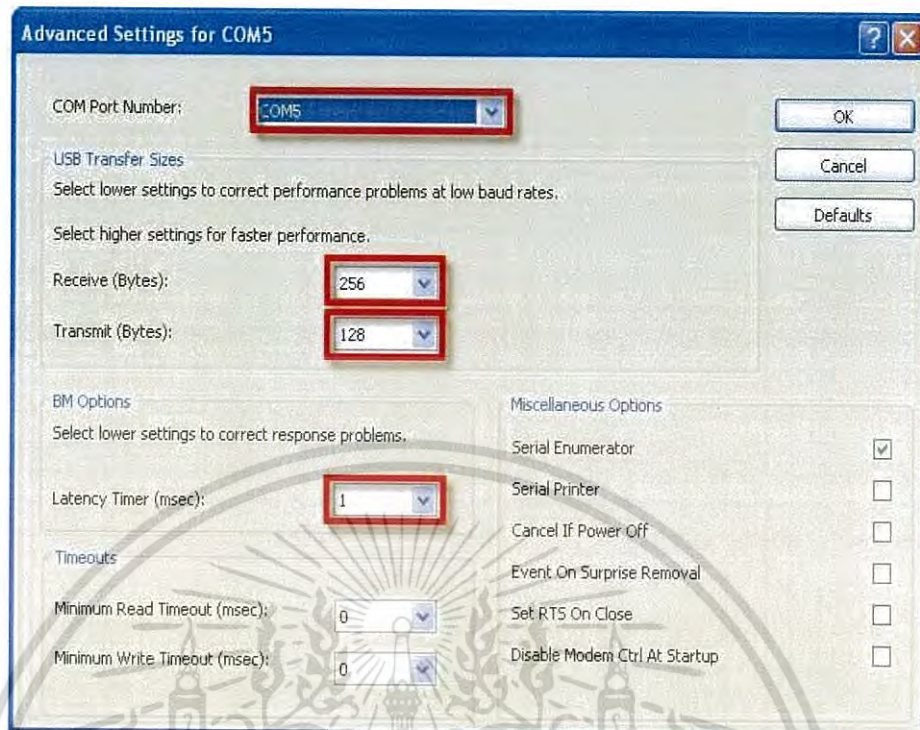 Advanced Settings for COM5
COM Port Number: COM5
OK
Cancel
Defaults
USB Transfer Sizes
Select lower settings to correct performance problems at low baud rates.
Select higher settings for faster performance.
Receive (Bytes): 256
Transmit (Bytes): 128
BM Options
Select lower settings to correct response problems.
Latency Timer (msec): 1
Timeouts
Minimum Read Timeout (msec): 0
Minimum Write Timeout (msec): 0
Miscellaneous Options
Serial Enumerator
Serial Printer
Cancel If Power Off
Event On Surprise Removal
Set RTS On Close
Disable Modem Ctrl At Startup